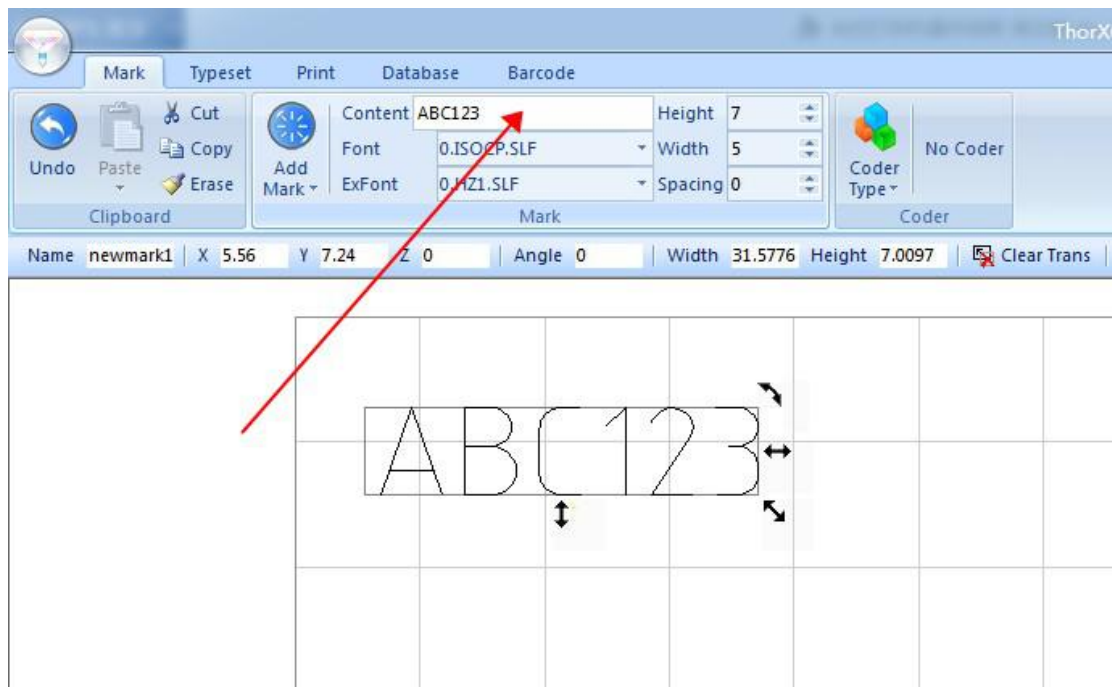 ThorX
Mark Typeset Print Database Barcode
Undo
Paste
Cut
Copy
Erase
Clipboard
Add Mark
Content ABC123
Font 0.ISOCP.SLF
ExFont 0.HZ1.SLF
Height 7
Width 5
Spacing 0
Mark
Coder Type
No Coder
Coder
Name newmark1 X 5.56 Y 7.24 Z 0 Angle 0 Width 31.5776 Height 7.0097 Clear Trans
ABC123